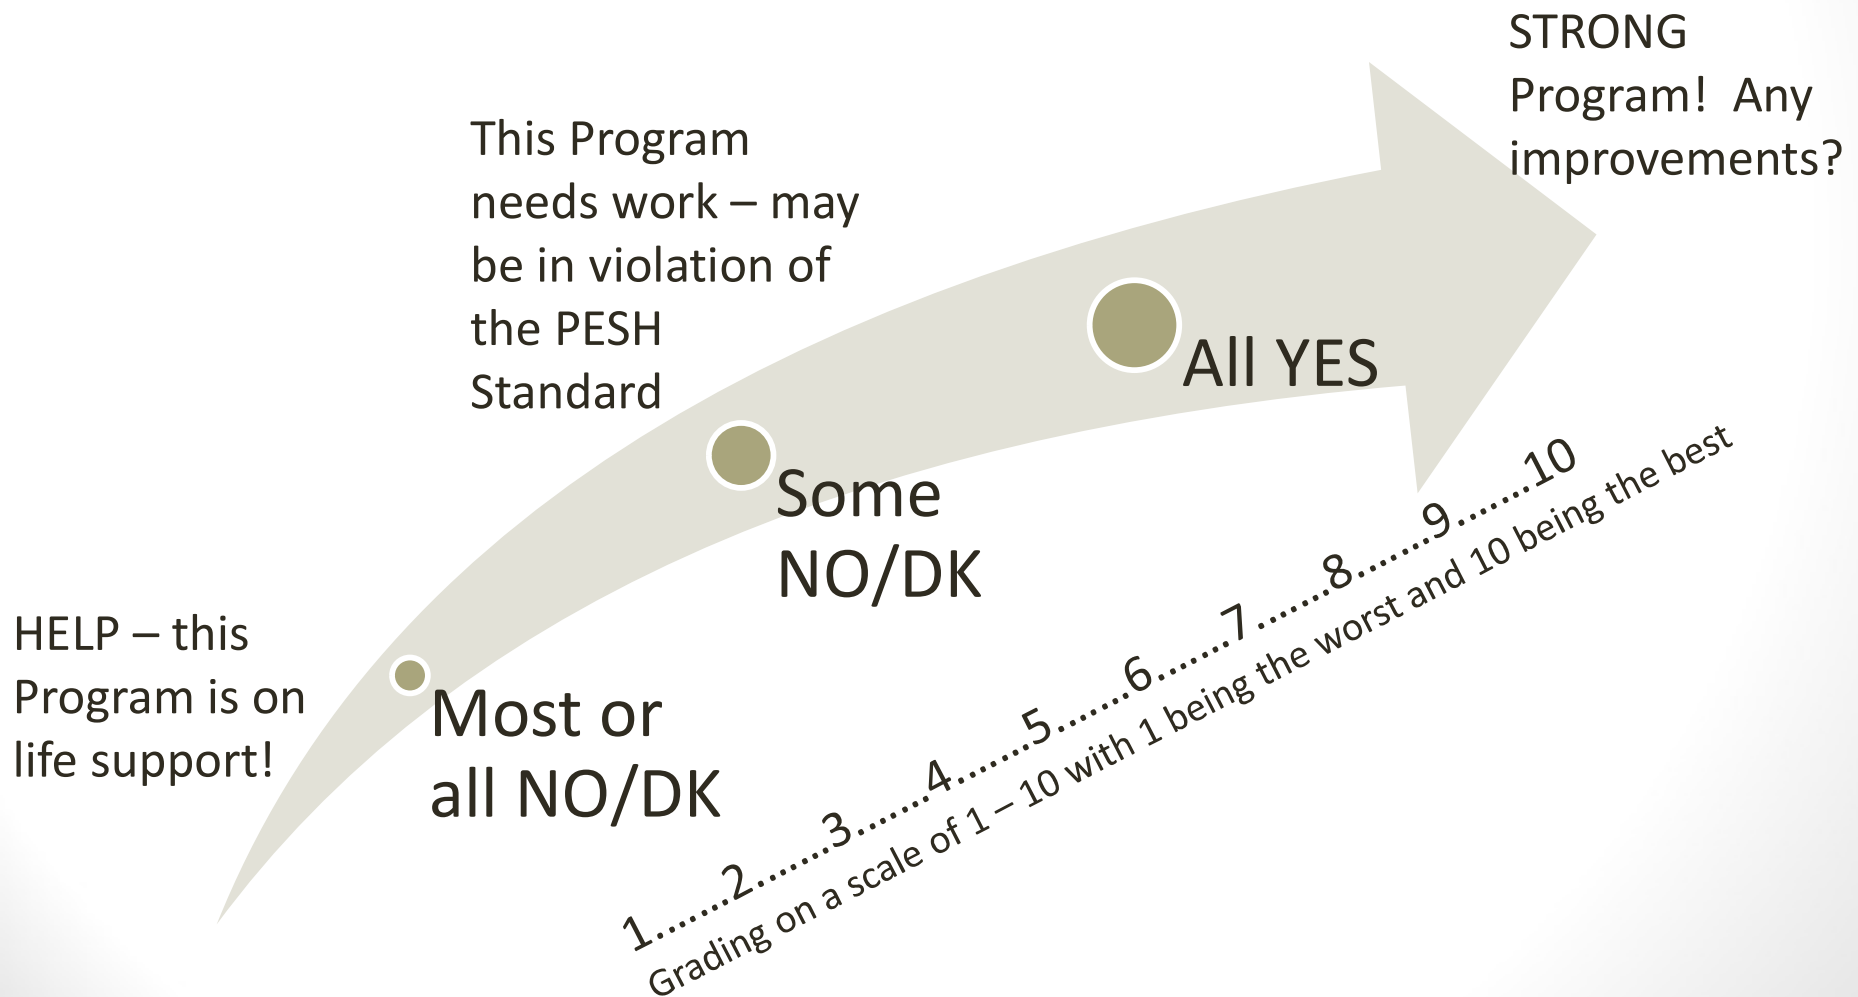 STRONG
Program!  Any
improvements?
This Program
needs work – may
be in violation of
the PESH
Standard
All YES
Some
NO/DK
HELP – this
Program is on
life support!
Most or
all NO/DK
1.......2.......3.......4.......5.......6.......7.......8.......9.......10
Grading on a scale of 1 – 10 with 1 being the worst and 10 being the best